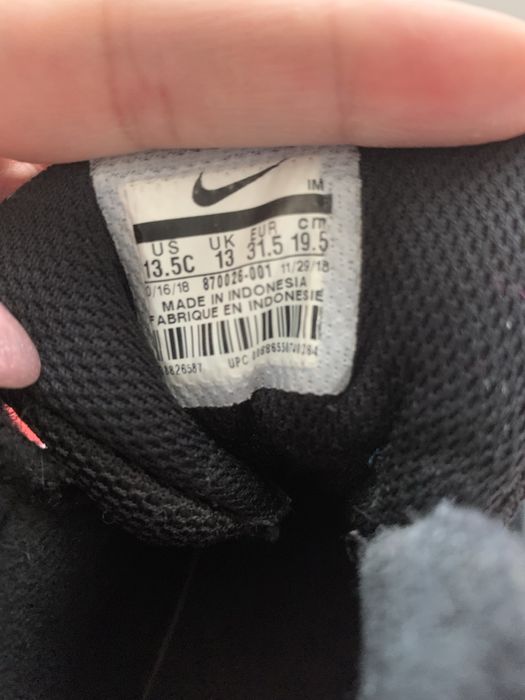 IM
US UK EUR cm
13.5C 13 31.5 19.5
0/16/18 870026-001 11/29/18
MADE IN INDONESIA
FABRIQUE EN INDONESIE
UPC